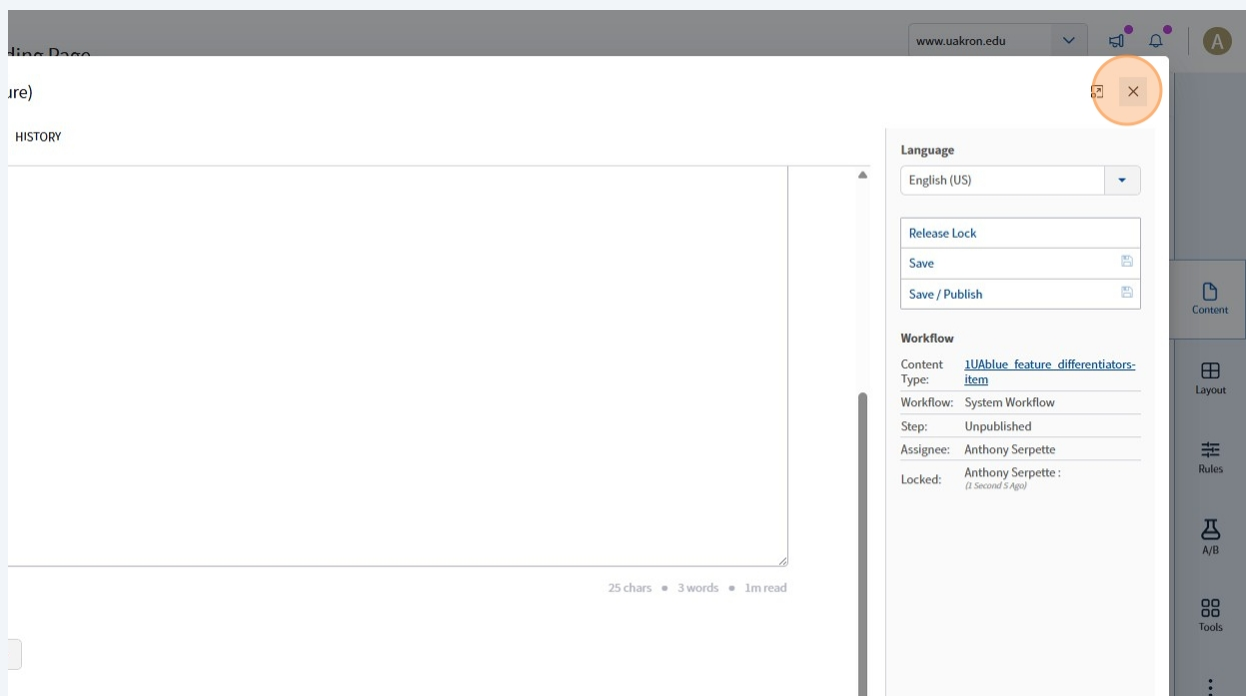 ding Page
www.uakron.edu
A
ure)
HISTORY
Language
English (US)
Release Lock
Save
Save / Publish
Workflow
Content Type: 1UAblue_feature_differentiators-item
Workflow: System Workflow
Step: Unpublished
Assignee: Anthony Serpette
Locked: Anthony Serpette :
(1 Second S Ago)
25 chars • 3 words • 1m read
Content
Layout
Rules
A/B
Tools